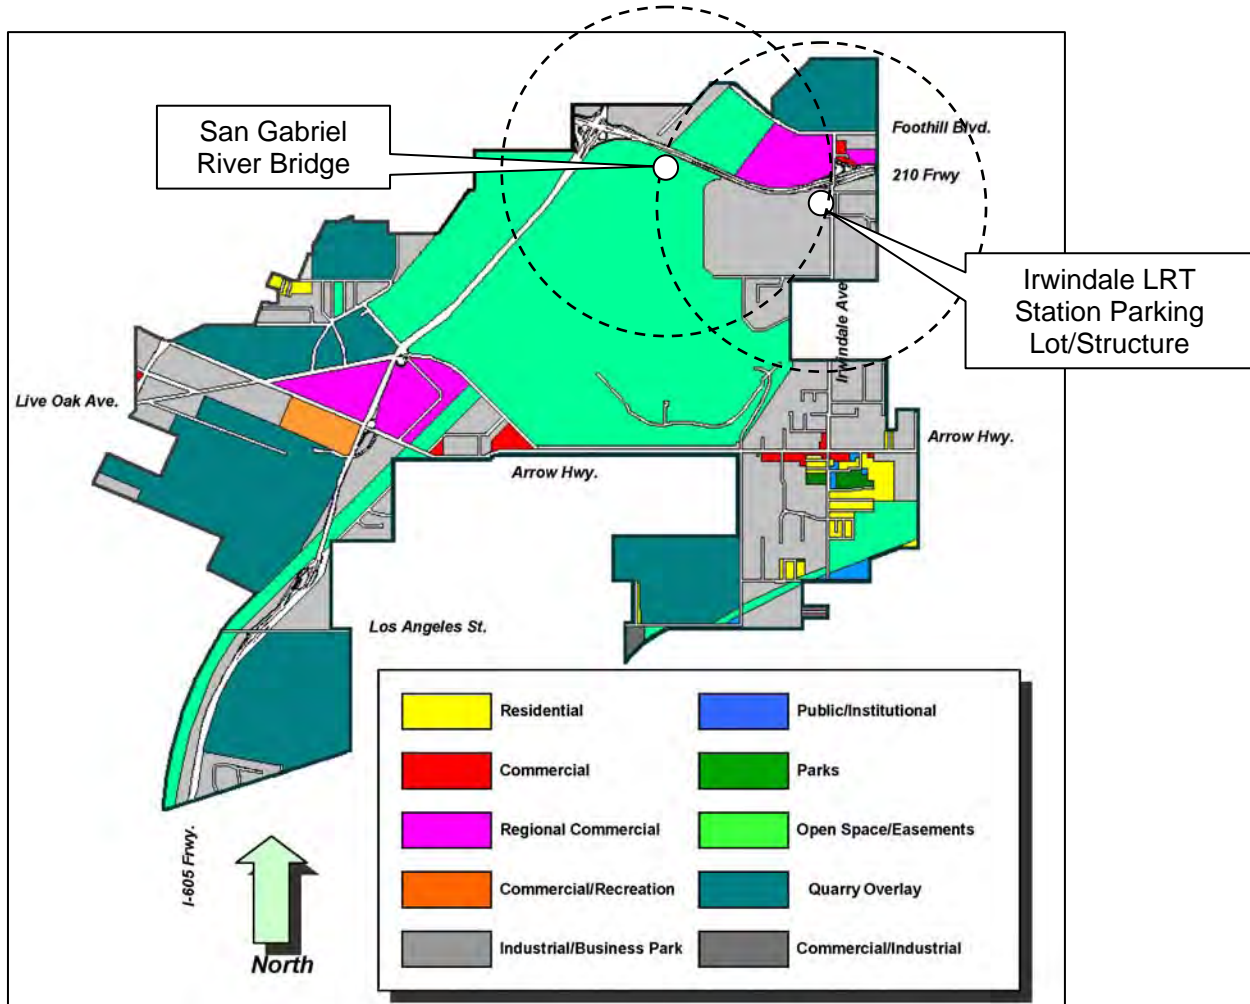 San Gabriel
River Bridge
Foothill Blvd.
210 Frwy
Irwindale LRT
Station Parking
Lot/Structure
Irwindale Ave
Live Oak Ave.
Arrow Hwy.
Arrow Hwy.
Los Angeles St.
I-605 Frwy.
North
Residential
Commercial
Regional Commercial
Commercial/Recreation
Industrial/Business Park
Public/Institutional
Parks
Open Space/Easements
Quarry Overlay
Commercial/Industrial